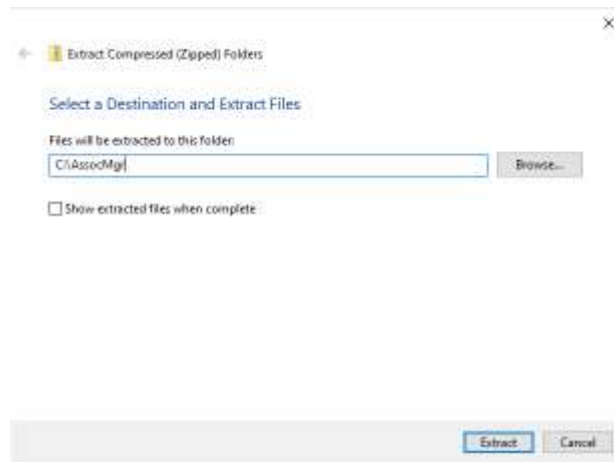 Extract Compressed (Zipped) Folders
Select a Destination and Extract Files
Files will be extracted to this folder:
C:\AssocMgr
Browse...
Show extracted files when complete
Extract
Cancel